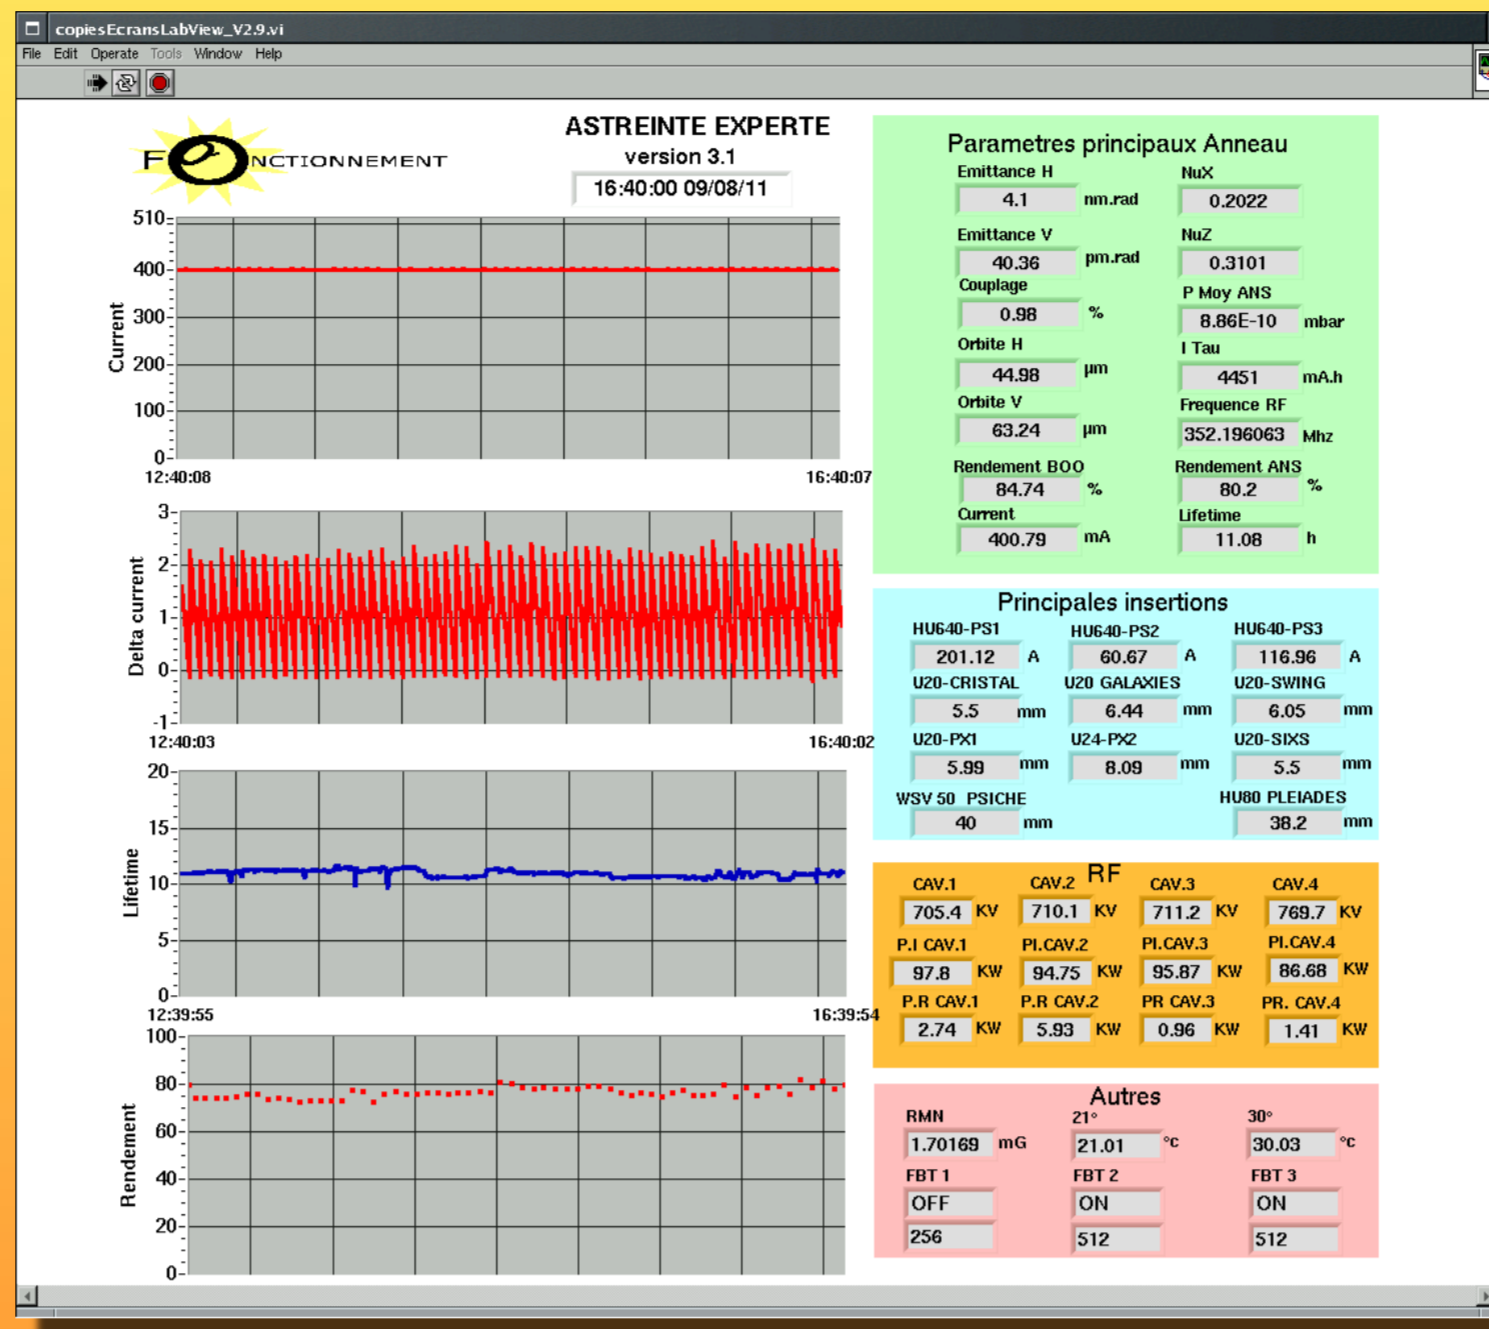 copiesEcransLabView_V2.9.vi
File Edit Operate Tools Window Help
FONCTIONNEMENT
ASTREINTE EXPERTE
version 3.1
16:40:00 09/08/11
510
400
300
200
100
0
Current
12:40:08 16:40:07
3
2
1
0
-1
Delta current
12:40:03 16:40:02
20
15
10
5
0
Lifetime
12:39:55 16:39:54
100
80
60
40
20
0
Rendement
Parametres principaux Anneau
Emittance H NuX
4.1 nm.rad 0.2022
Emittance V NuZ
40.36 pm.rad 0.3101
Couplage P Moy ANS
0.98 % 8.86E-10 mbar
Orbite H I Tau
44.98 µm 4451 mA.h
Orbite V Frequence RF
63.24 µm 352.196063 Mhz
Rendement BOO Rendement ANS
84.74 % 80.2 %
Current Lifetime
400.79 mA 11.08 h
Principales insertions
HU640-PS1 HU640-PS2 HU640-PS3
201.12 A 60.67 A 116.96 A
U20-CRISTAL U20 GALAXIES U20-SWING
5.5 mm 6.44 mm 6.05 mm
U20-PX1 U24-PX2 U20-SIXS
5.99 mm 8.09 mm 5.5 mm
WSV 50 PSICHE HU80 PLEIADES
40 mm 38.2 mm
RF
CAV.1 CAV.2 CAV.3 CAV.4
705.4 KV 710.1 KV 711.2 KV 769.7 KV
P.I CAV.1 PI.CAV.2 PI.CAV.3 PI.CAV.4
97.8 KW 94.75 KW 95.87 KW 86.68 KW
P.R CAV.1 P.R CAV.2 PR CAV.3 PR. CAV.4
2.74 KW 5.93 KW 0.96 KW 1.41 KW
Autres
RMN 21° 30°
1.70169 mG 21.01 °c 30.03 °c
FBT 1 FBT 2 FBT 3
OFF ON ON
256 512 512